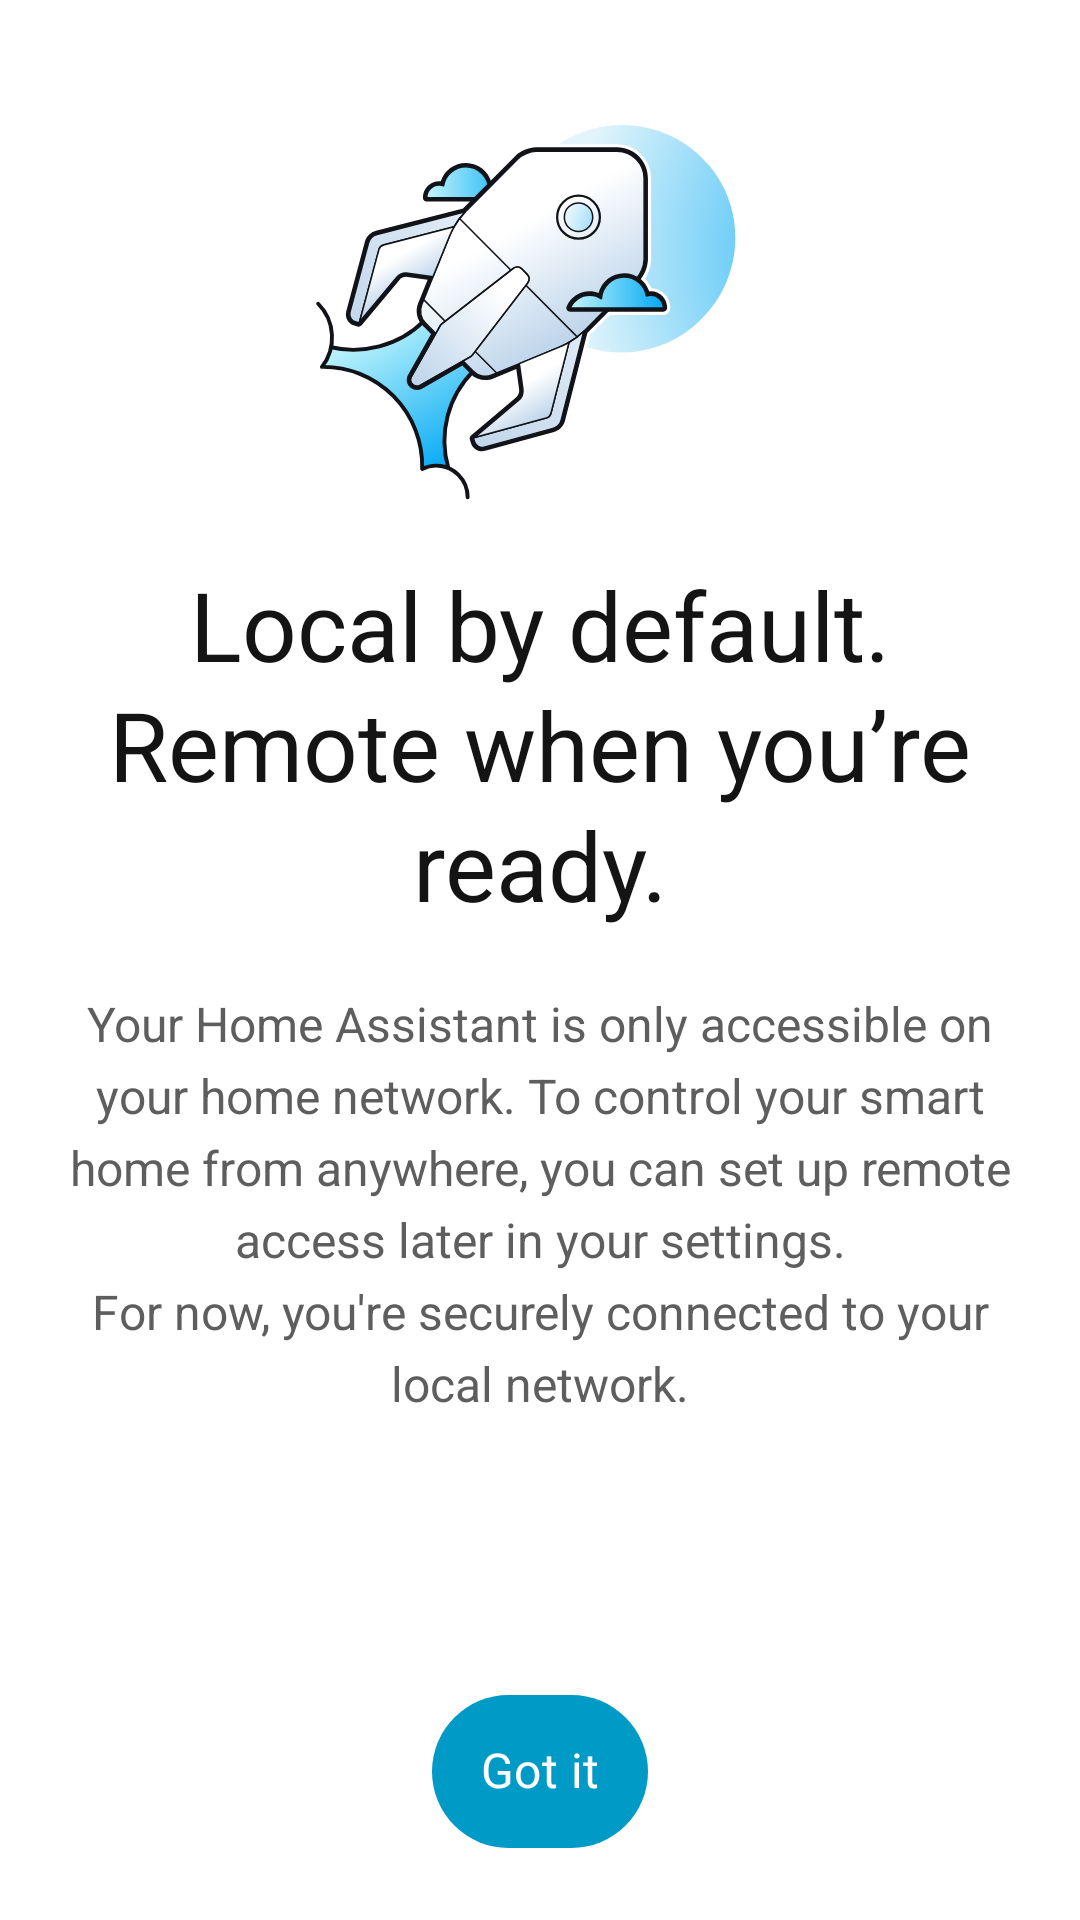 Local by default.
Remote when you’re
ready.
Your Home Assistant is only accessible on
your home network. To control your smart
home from anywhere, you can set up remote
access later in your settings.
For now, you're securely connected to your
local network.
Got it